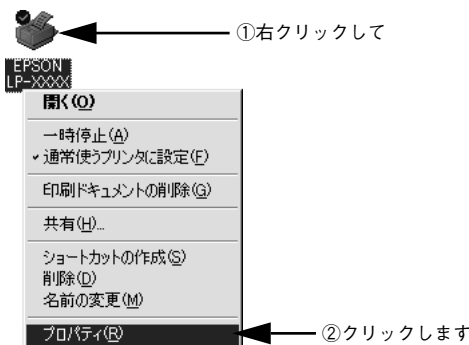 ①右クリックして
EPSON
LP-XXXX
開く(O)
一時停止(A)
通常使うプリンタに設定(F)
印刷ドキュメントの削除(G)
共有(H)...
ショートカットの作成(S)
削除(D)
名前の変更(M)
プロパティ(R)
②クリックします